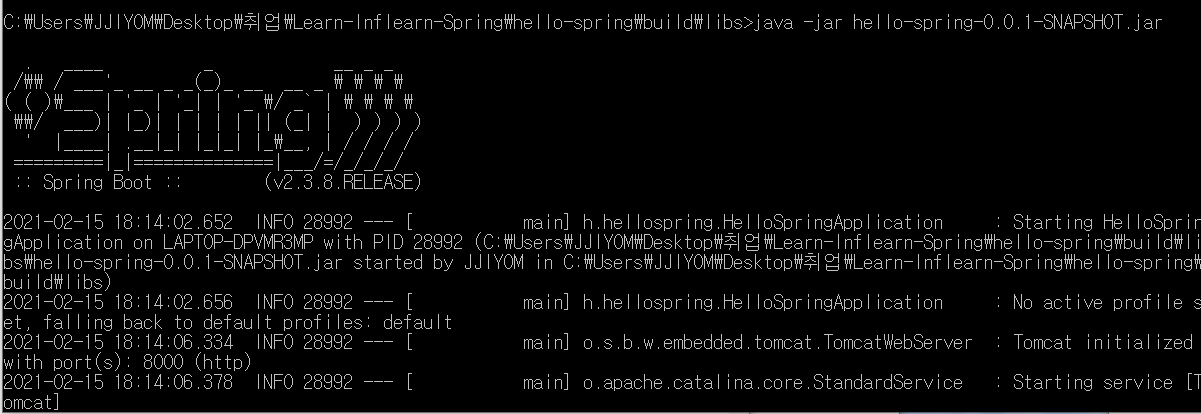 C:₩Users₩JJIYOM₩Desktop₩취업₩Learn-Inflearn-Spring₩hello-spring₩build₩libs>java -jar hello-spring-0.0.1-SNAPSHOT.jar
Spring
:: Spring Boot ::        (v2.3.8.RELEASE)
2021-02-15 18:14:02.652  INFO 28992 --- [           main] h.hellospring.HelloSpringApplication     : Starting HelloSprin
gApplication on LAPTOP-DPVMR3MP with PID 28992 (C:₩Users₩JJIYOM₩Desktop₩취업₩Learn-Inflearn-Spring₩hello-spring₩build₩li
bs₩hello-spring-0.0.1-SNAPSHOT.jar started by JJIYOM in C:₩Users₩JJIYOM₩Desktop₩취업₩Learn-Inflearn-Spring₩hello-spring₩
build₩libs)
2021-02-15 18:14:02.656  INFO 28992 --- [           main] h.hellospring.HelloSpringApplication     : No active profile s
et, falling back to default profiles: default
2021-02-15 18:14:06.334  INFO 28992 --- [           main] o.s.b.w.embedded.tomcat.TomcatWebServer  : Tomcat initialized
with port(s): 8000 (http)
2021-02-15 18:14:06.378  INFO 28992 --- [           main] o.apache.catalina.core.StandardService   : Starting service [T
omcat]